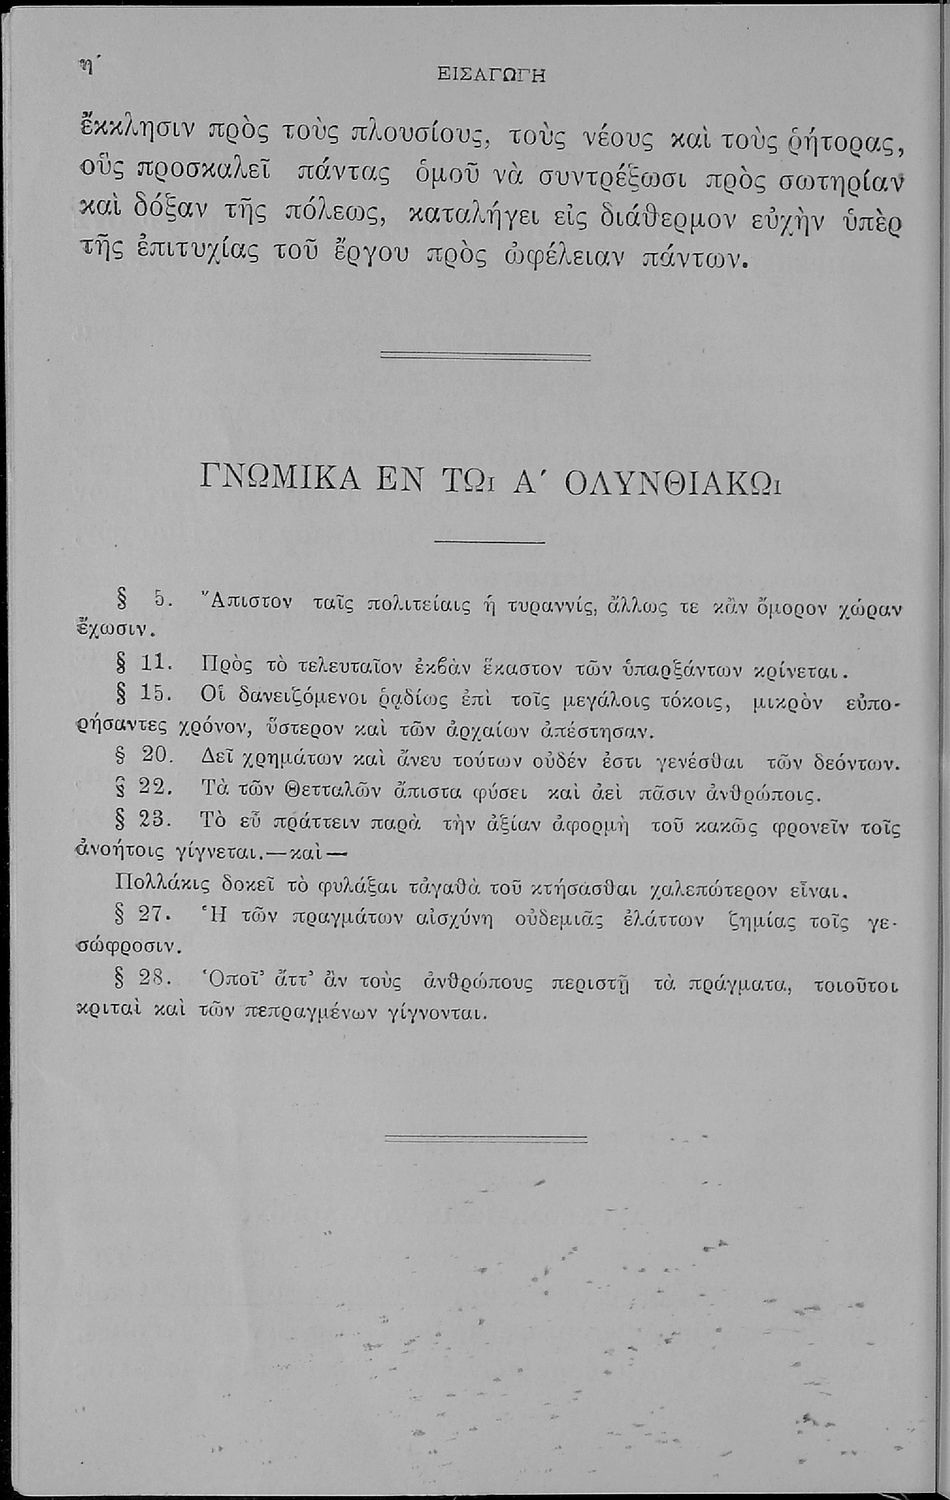 η΄
ΕΙΣΑΓΩΓΗ
ἔκκλησιν πρὸς τοὺς πλουσίους, τοὺς νέους καὶ τοὺς ῥήτορας,
οὓς προσκαλεῖ πάντας ὁμοῦ νὰ συντρέξωσι πρὸς σωτηρίαν
καὶ δόξαν τῆς πόλεως, καταλήγει εἰς διάθερμον εὐχὴν ὑπὲρ
τῆς ἐπιτυχίας τοῦ ἔργου πρὸς ὠφέλειαν πάντων.
ΓΝΩΜΙΚΑ ΕΝ ΤΩι Α΄ ΟΛΥΝΘΙΑΚΩι
§ 5. Ἄπιστον ταῖς πολιτείαις ἡ τυραννίς, ἄλλως τε κἂν ὅμορον χώραν
ἔχωσιν.
§ 11. Πρὸς τὸ τελευταῖον ἐκβὰν ἕκαστον τῶν ὑπαρξάντων κρίνεται.
§ 15. Οἱ δανειζόμενοι ῥᾳδίως ἐπὶ τοῖς μεγάλοις τόκοις, μικρὸν εὐπο-
ρήσαντες χρόνον, ὕστερον καὶ τῶν ἀρχαίων ἀπέστησαν.
§ 20. Δεῖ χρημάτων καὶ ἄνευ τούτων οὐδέν ἐστι γενέσθαι τῶν δεόντων.
§ 22. Τὰ τῶν Θετταλῶν ἄπιστα φύσει καὶ ἀεὶ πᾶσιν ἀνθρώποις.
§ 23. Τὸ εὖ πράττειν παρὰ τὴν ἀξίαν ἀφορμὴ τοῦ κακῶς φρονεῖν τοῖς
ἀνοήτοις γίγνεται.—καὶ—
Πολλάκις δοκεῖ τὸ φυλάξαι τἀγαθὰ τοῦ κτήσασθαι χαλεπώτερον εἶναι.
§ 27. Ἡ τῶν πραγμάτων αἰσχύνη οὐδεμιᾶς ἐλάττων ζημίας τοῖς γε-
σώφροσιν.
§ 28. Ὁποῖ' ἄττ' ἂν τοὺς ἀνθρώπους περιστῇ τὰ πράγματα, τοιοῦτοι
κριταὶ καὶ τῶν πεπραγμένων γίγνονται.